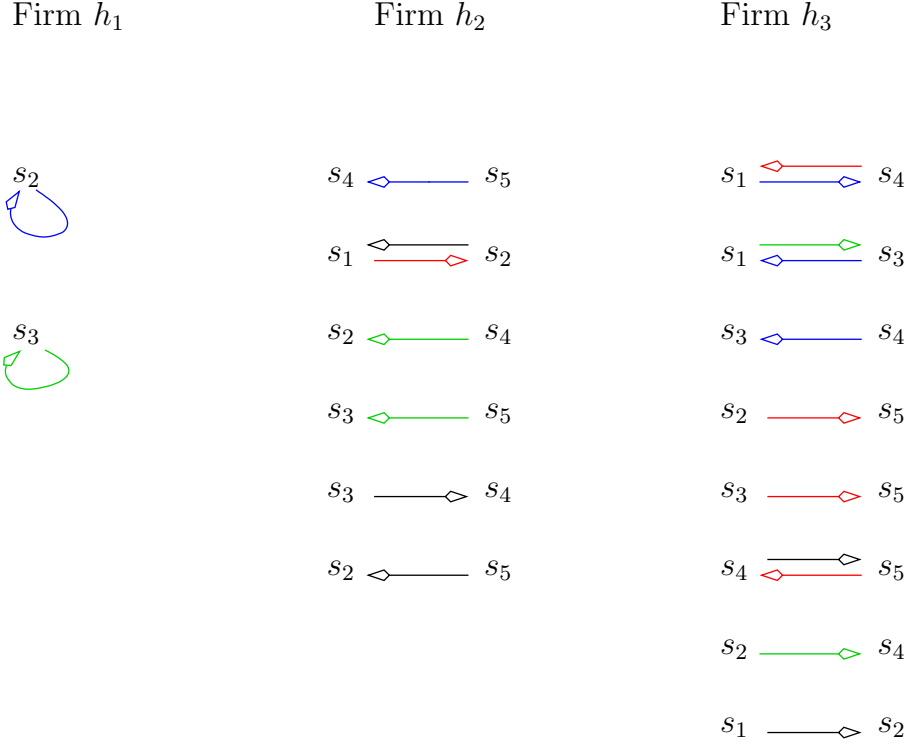 Firm h₁ Firm h₂ Firm h₃
s₂ s₄ s₅ s₁ s₄
s₁ s₂ s₁ s₃
s₃ s₂ s₄ s₃ s₄
s₃ s₅ s₂ s₅
s₃ s₄ s₃ s₅
s₂ s₅ s₄ s₅
s₂ s₄
s₁ s₂